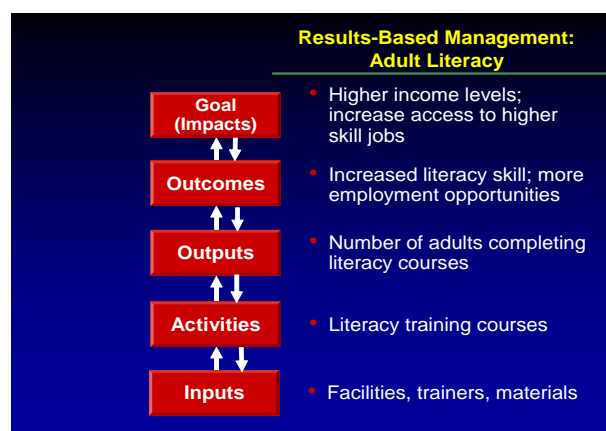 Results-Based Management:
Adult Literacy
Goal
(Impacts)
• Higher income levels;
increase access to higher
skill jobs
Outcomes
• Increased literacy skill; more
employment opportunities
Outputs
• Number of adults completing
literacy courses
Activities
• Literacy training courses
Inputs
• Facilities, trainers, materials